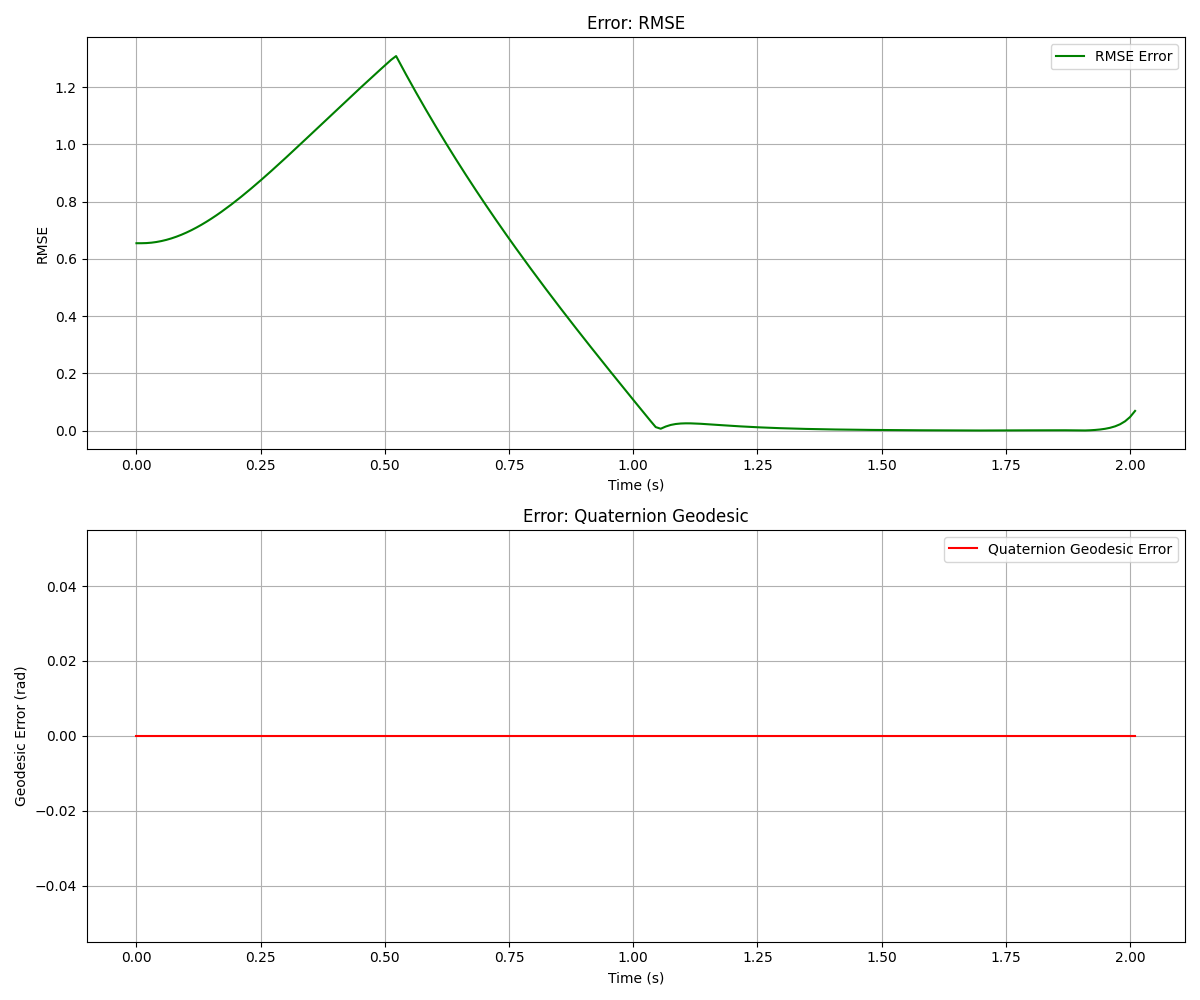 Error: RMSE
RMSE Error
RMSE
1.2
1.0
0.8
0.6
0.4
0.2
0.0
0.00 0.25 0.50 0.75 1.00 1.25 1.50 1.75 2.00
Time (s)
Error: Quaternion Geodesic
Quaternion Geodesic Error
Geodesic Error (rad)
0.04
0.02
0.00
−0.02
−0.04
0.00 0.25 0.50 0.75 1.00 1.25 1.50 1.75 2.00
Time (s)